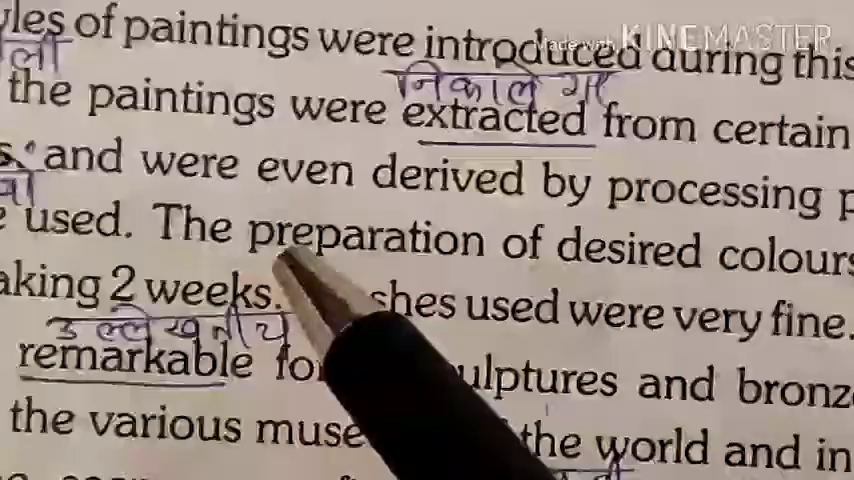 yles of paintings were introduced during this
Made with KINEMASTER
निकाले गए
the paintings were extracted from certain
and were even derived by processing
used. The preparation of desired colours
aking 2 weeks. shes used were very fine.
उल्लेखनीय
remarkable fo ulptures and bronz
the various muse the world and in